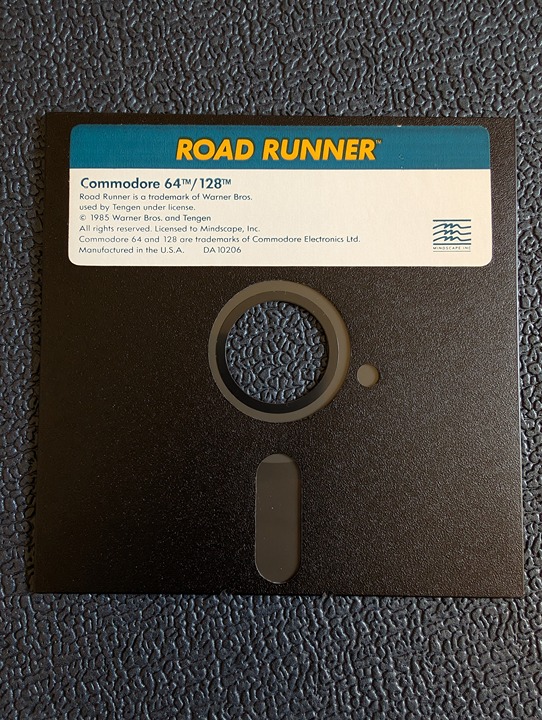 ROAD RUNNER™
Commodore 64™/128™
Road Runner is a trademark of Warner Bros.
used by Tengen under license.
© 1985 Warner Bros. and Tengen
All rights reserved. Licensed to Mindscape, Inc.
Commodore 64 and 128 are trademarks of Commodore Electronics Ltd.
Manufactured in the U.S.A. DA10206
MINDSCAPE INC